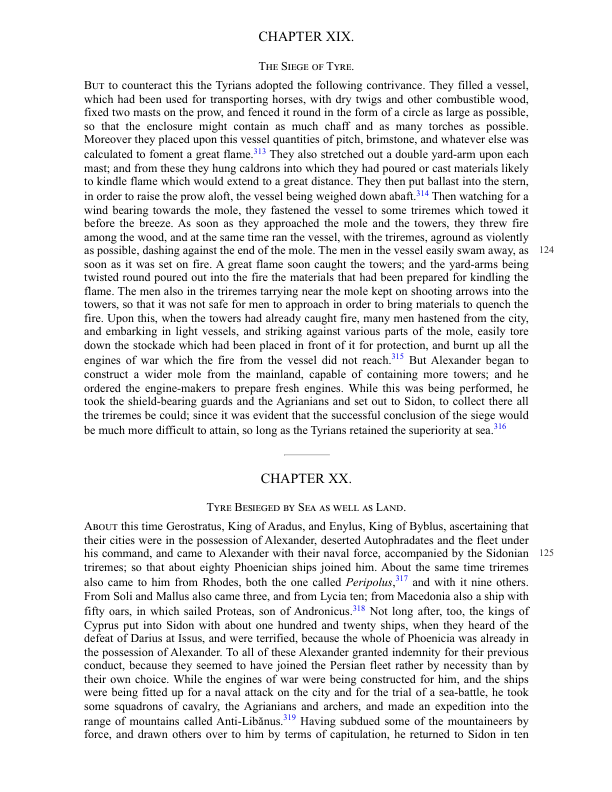 CHAPTER XIX.
The Siege of Tyre.
But to counteract this the Tyrians adopted the following contrivance. They filled a vessel,
which had been used for transporting horses, with dry twigs and other combustible wood,
fixed two masts on the prow, and fenced it round in the form of a circle as large as possible,
so that the enclosure might contain as much chaff and as many torches as possible.
Moreover they placed upon this vessel quantities of pitch, brimstone, and whatever else was
calculated to foment a great flame.313 They also stretched out a double yard-arm upon each
mast; and from these they hung caldrons into which they had poured or cast materials likely
to kindle flame which would extend to a great distance. They then put ballast into the stern,
in order to raise the prow aloft, the vessel being weighed down abaft.314 Then watching for a
wind bearing towards the mole, they fastened the vessel to some triremes which towed it
before the breeze. As soon as they approached the mole and the towers, they threw fire
among the wood, and at the same time ran the vessel, with the triremes, aground as violently
as possible, dashing against the end of the mole. The men in the vessel easily swam away, as 124
soon as it was set on fire. A great flame soon caught the towers; and the yard-arms being
twisted round poured out into the fire the materials that had been prepared for kindling the
flame. The men also in the triremes tarrying near the mole kept on shooting arrows into the
towers, so that it was not safe for men to approach in order to bring materials to quench the
fire. Upon this, when the towers had already caught fire, many men hastened from the city,
and embarking in light vessels, and striking against various parts of the mole, easily tore
down the stockade which had been placed in front of it for protection, and burnt up all the
engines of war which the fire from the vessel did not reach.315 But Alexander began to
construct a wider mole from the mainland, capable of containing more towers; and he
ordered the engine-makers to prepare fresh engines. While this was being performed, he
took the shield-bearing guards and the Agrianians and set out to Sidon, to collect there all
the triremes he could; since it was evident that the successful conclusion of the siege would
be much more difficult to attain, so long as the Tyrians retained the superiority at sea.316
CHAPTER XX.
Tyre Besieged by Sea as well as Land.
About this time Gerostratus, King of Aradus, and Enylus, King of Byblus, ascertaining that
their cities were in the possession of Alexander, deserted Autophradates and the fleet under
his command, and came to Alexander with their naval force, accompanied by the Sidonian 125
triremes; so that about eighty Phoenician ships joined him. About the same time triremes
also came to him from Rhodes, both the one called Peripolus,317 and with it nine others.
From Soli and Mallus also came three, and from Lycia ten; from Macedonia also a ship with
fifty oars, in which sailed Proteas, son of Andronicus.318 Not long after, too, the kings of
Cyprus put into Sidon with about one hundred and twenty ships, when they heard of the
defeat of Darius at Issus, and were terrified, because the whole of Phoenicia was already in
the possession of Alexander. To all of these Alexander granted indemnity for their previous
conduct, because they seemed to have joined the Persian fleet rather by necessity than by
their own choice. While the engines of war were being constructed for him, and the ships
were being fitted up for a naval attack on the city and for the trial of a sea-battle, he took
some squadrons of cavalry, the Agrianians and archers, and made an expedition into the
range of mountains called Anti-Libănus.319 Having subdued some of the mountaineers by
force, and drawn others over to him by terms of capitulation, he returned to Sidon in ten